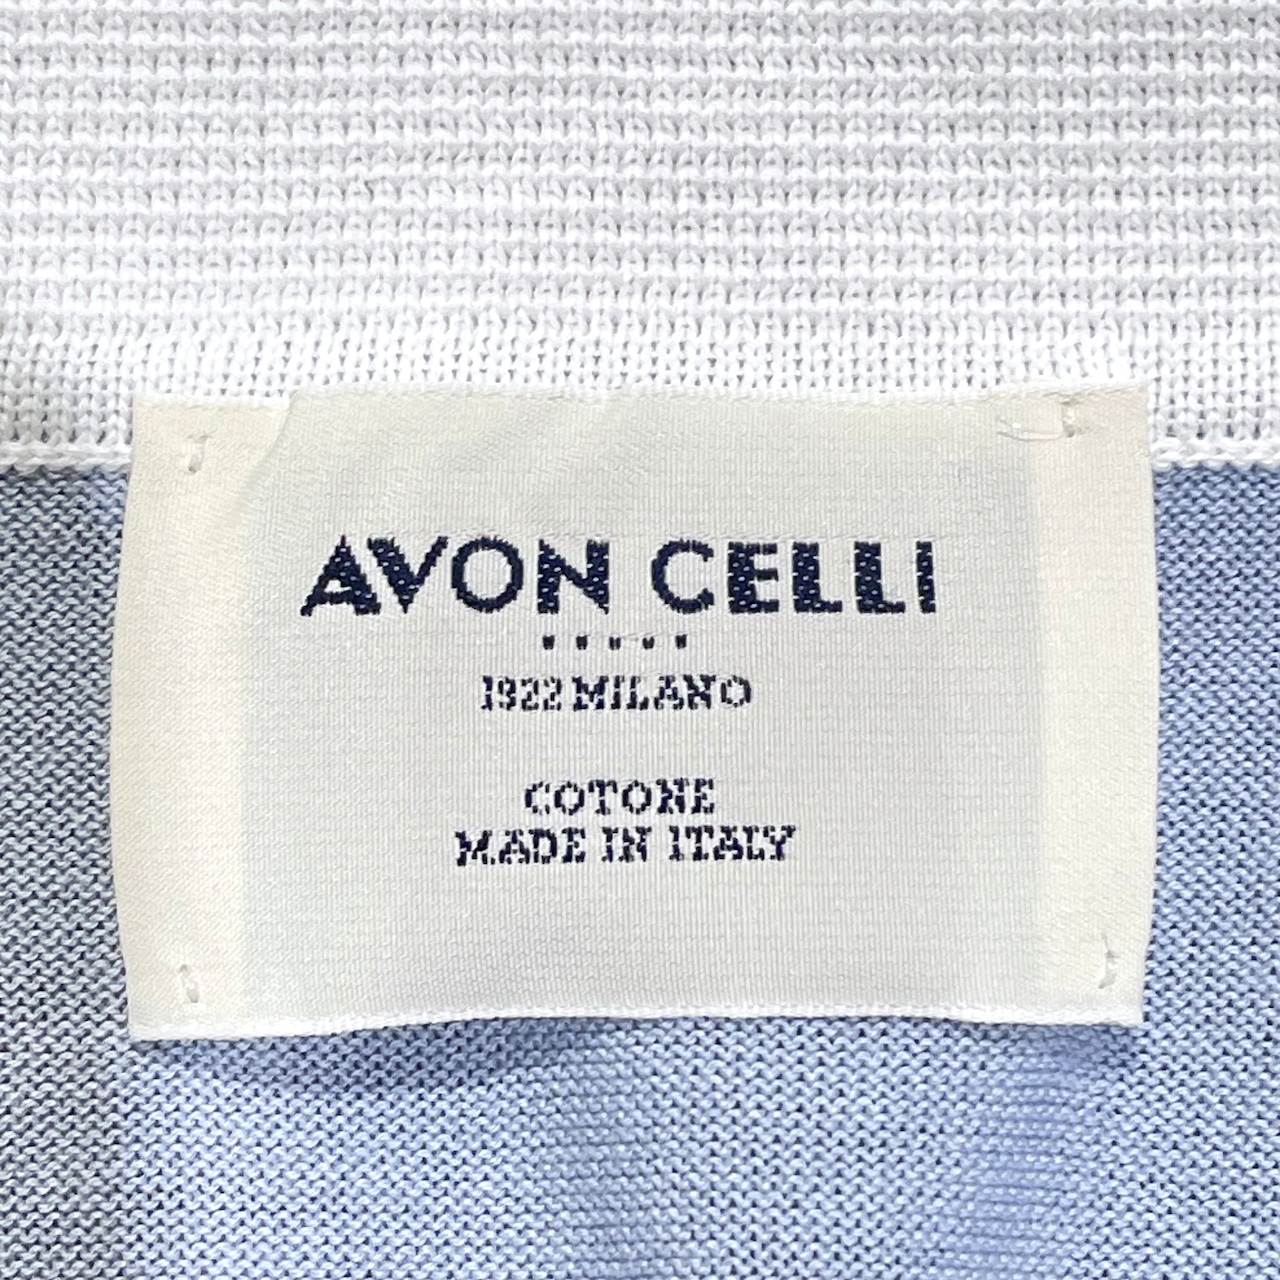 AVON CELLI
1922 MILANO
COTONE
MADE IN ITALY